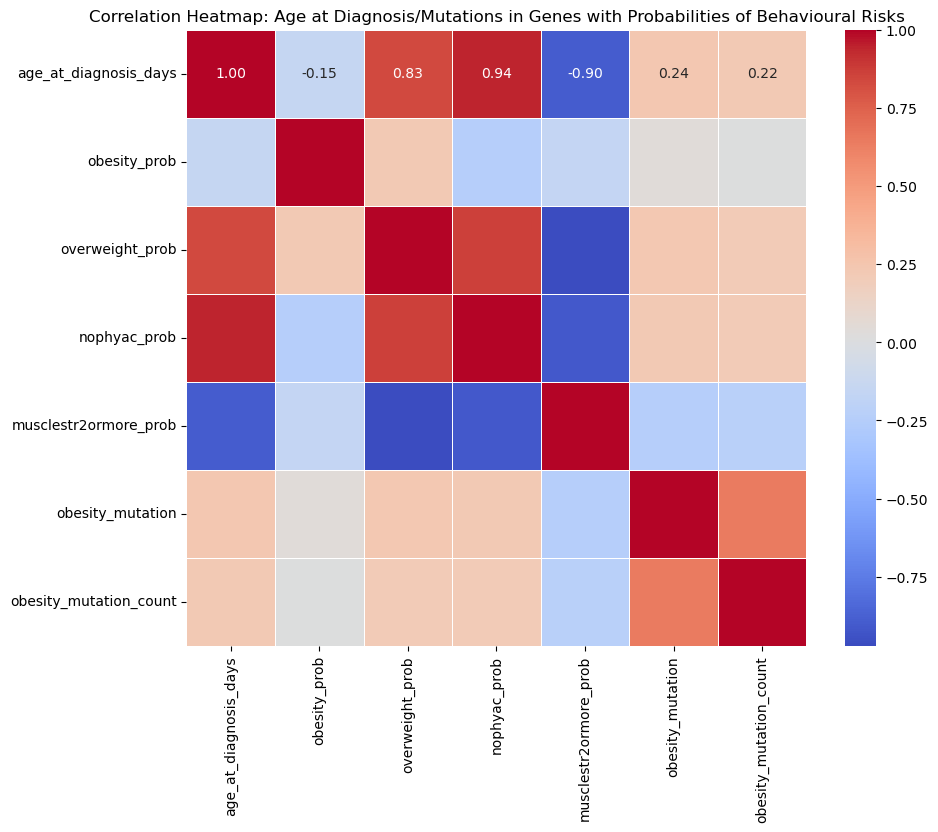 Correlation Heatmap: Age at Diagnosis/Mutations in Genes with Probabilities of Behavioural Risks
age_at_diagnosis_days
1.00 -0.15 0.83 0.94 -0.90 0.24 0.22
obesity_prob
overweight_prob
nophyac_prob
musclestr2ormore_prob
obesity_mutation
obesity_mutation_count
age_at_diagnosis_days
obesity_prob
overweight_prob
nophyac_prob
musclestr2ormore_prob
obesity_mutation
obesity_mutation_count
1.00
0.75
0.50
0.25
0.00
−0.25
−0.50
−0.75